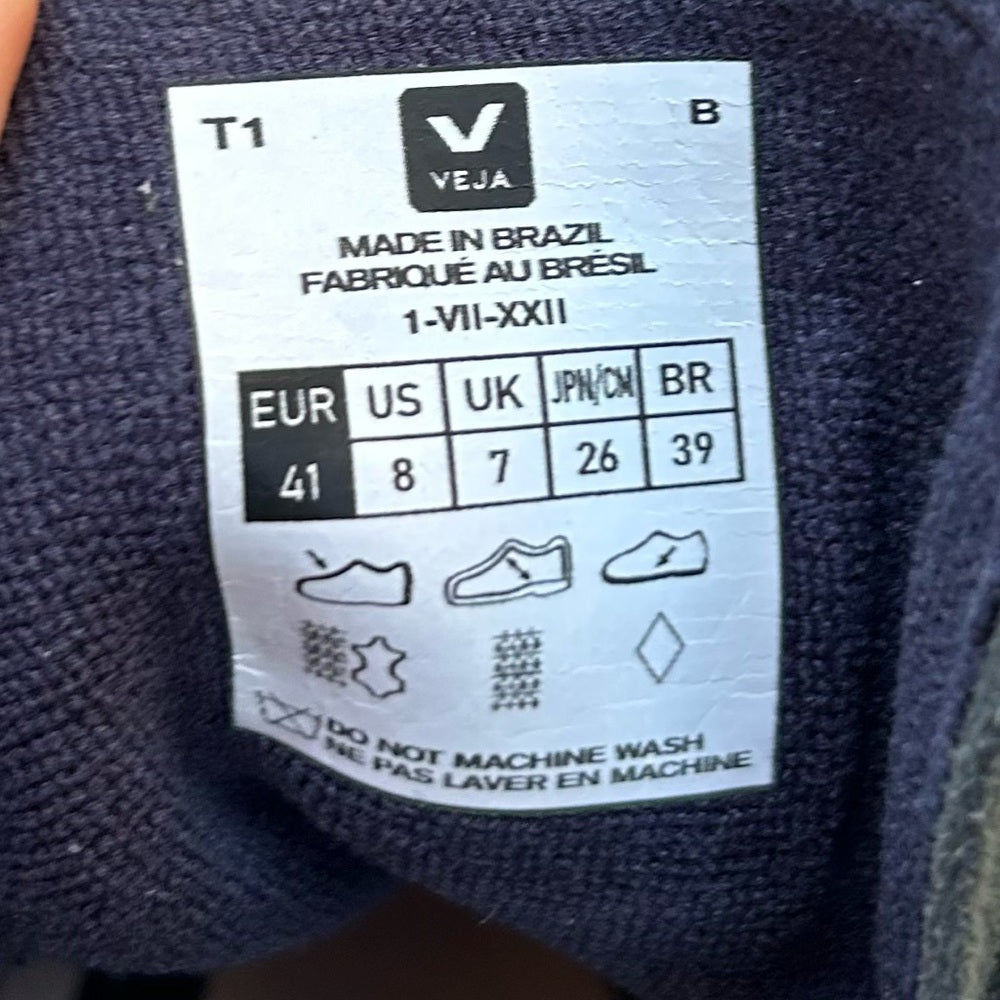 T1
B
VEJA
MADE IN BRAZIL
FABRIQUÉ AU BRÉSIL
1-VII-XXII
EUR US UK JPN/CM BR
41 8 7 26 39
DO NOT MACHINE WASH
NE PAS LAVER EN MACHINE